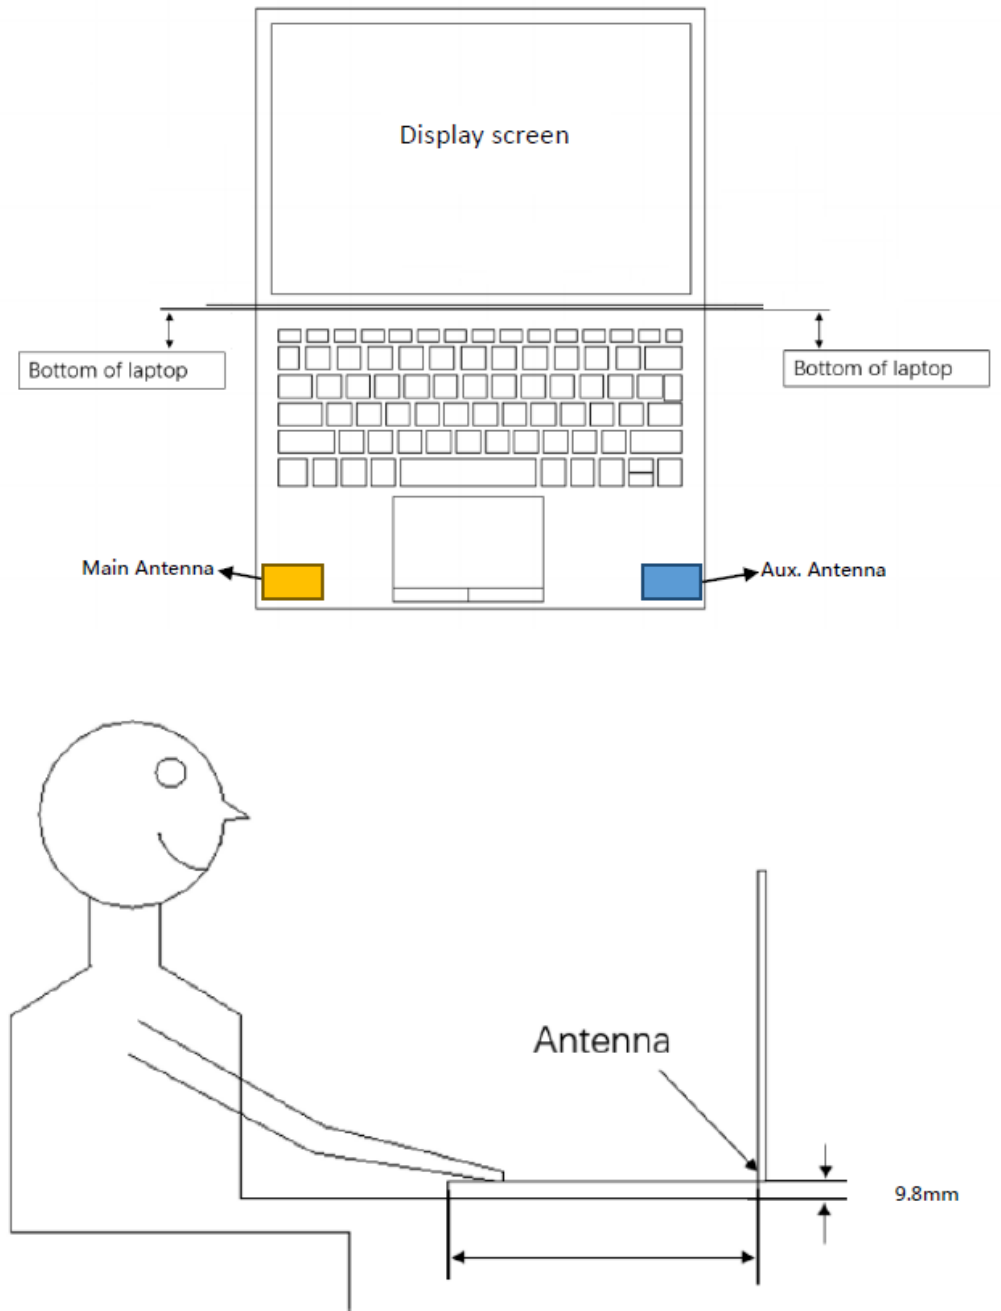 Display screen
Bottom of laptop
Bottom of laptop
Main Antenna
Aux. Antenna
Antenna
9.8mm